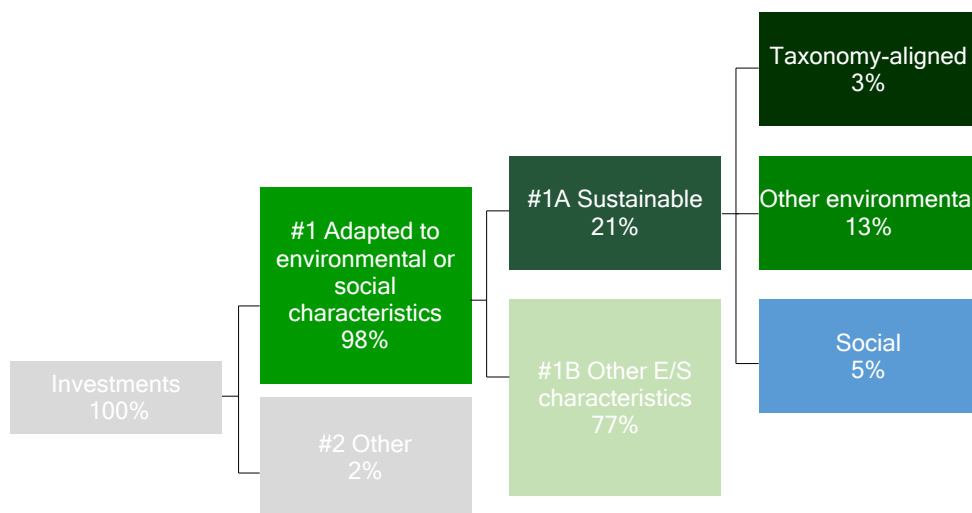 Investments
100%
#1 Adapted to
environmental or
social
characteristics
98%
#2 Other
2%
#1A Sustainable
21%
#1B Other E/S
characteristics
77%
Taxonomy-aligned
3%
Other environmenta
13%
Social
5%